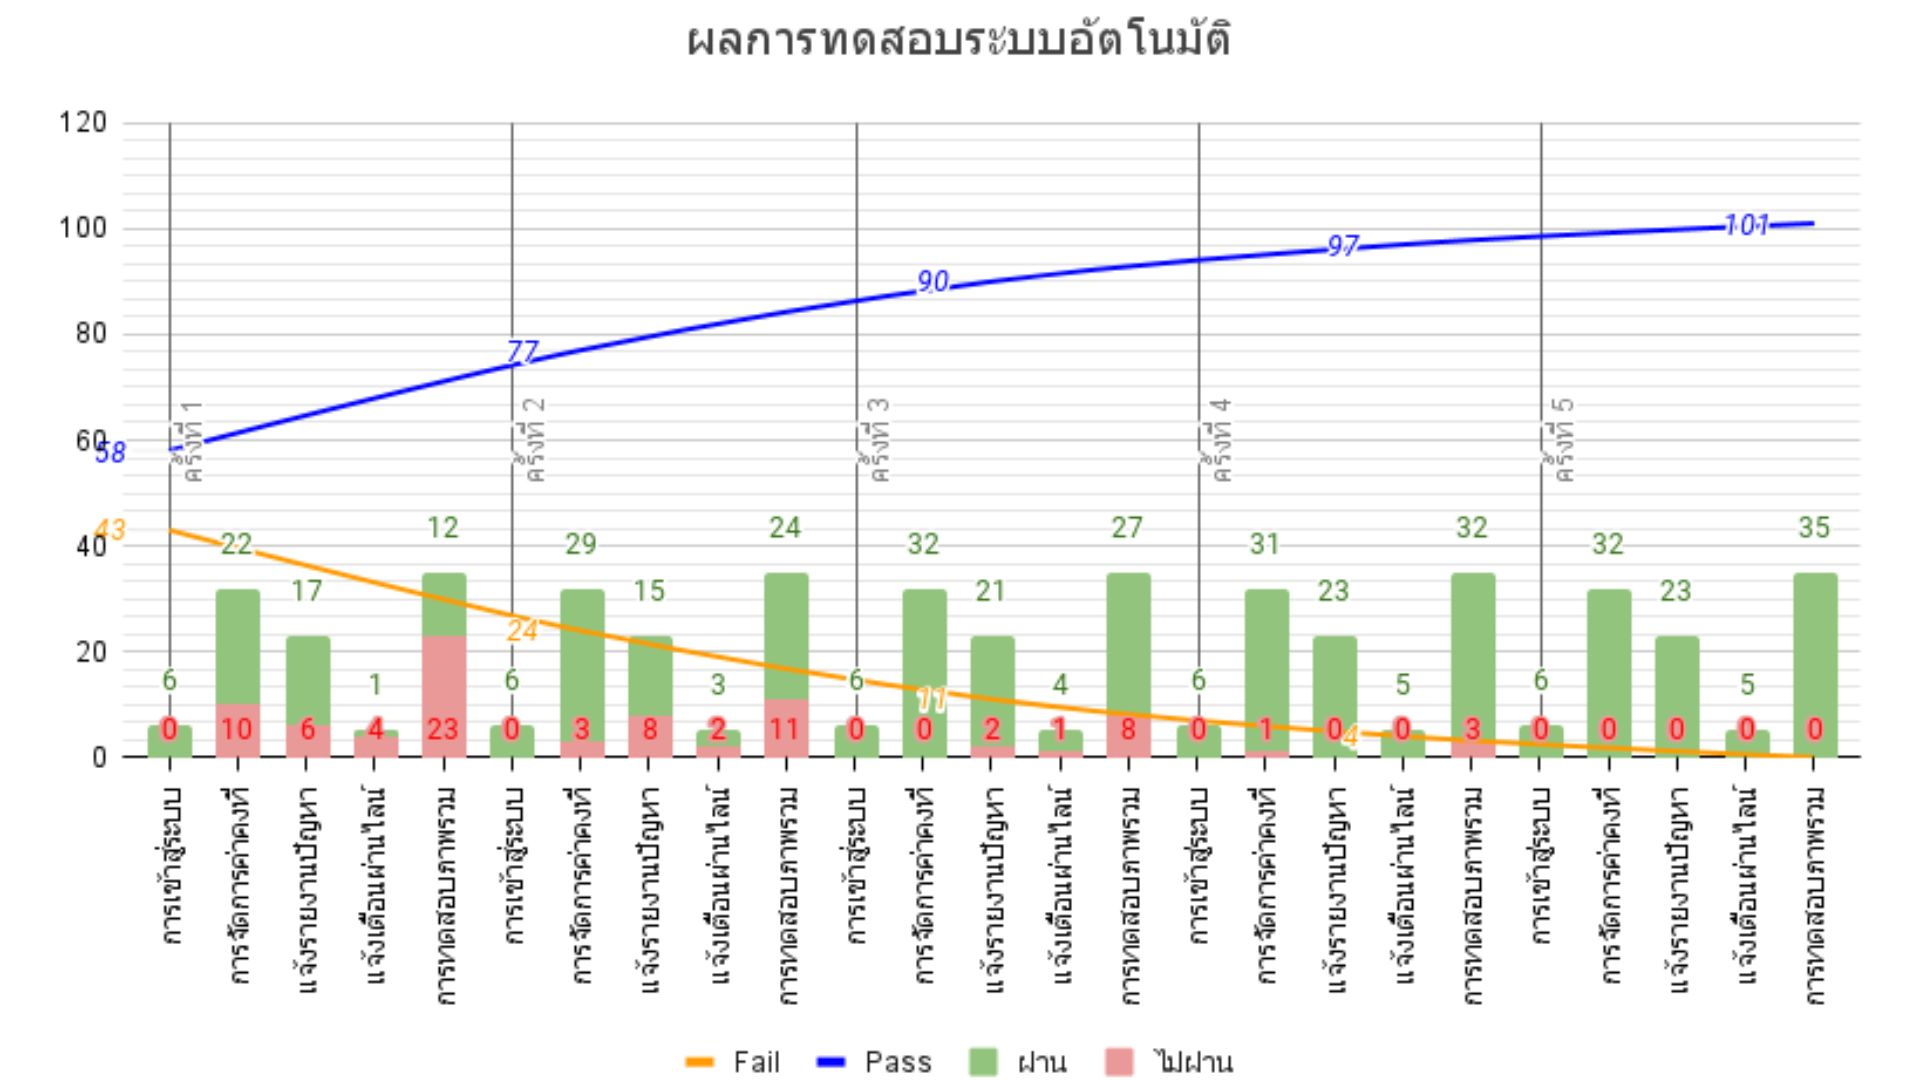 ผลการทดสอบระบบอัตโนมัติ
120
100
80
60
40
20
0
58
77
90
97
101
43
24
11
4
ครั้งที่ 1
ครั้งที่ 2
ครั้งที่ 3
ครั้งที่ 4
ครั้งที่ 5
6 22 17 1 12 6 29 15 3 24 6 32 21 4 27 6 31 23 5 32 6 32 23 5 35
0 10 6 4 23 0 3 8 2 11 0 0 2 1 8 0 1 0 0 3 0 0 0 0 0
การเข้าสู่ระบบ
การจัดการค่าคงที่
แจ้งรายงานปัญหา
แจ้งเตือนผ่านไลน์
การทดสอบภาพรวม
การเข้าสู่ระบบ
การจัดการค่าคงที่
แจ้งรายงานปัญหา
แจ้งเตือนผ่านไลน์
การทดสอบภาพรวม
การเข้าสู่ระบบ
การจัดการค่าคงที่
แจ้งรายงานปัญหา
แจ้งเตือนผ่านไลน์
การทดสอบภาพรวม
การเข้าสู่ระบบ
การจัดการค่าคงที่
แจ้งรายงานปัญหา
แจ้งเตือนผ่านไลน์
การทดสอบภาพรวม
การเข้าสู่ระบบ
การจัดการค่าคงที่
แจ้งรายงานปัญหา
แจ้งเตือนผ่านไลน์
การทดสอบภาพรวม
Fail Pass ผ่าน ไม่ผ่าน